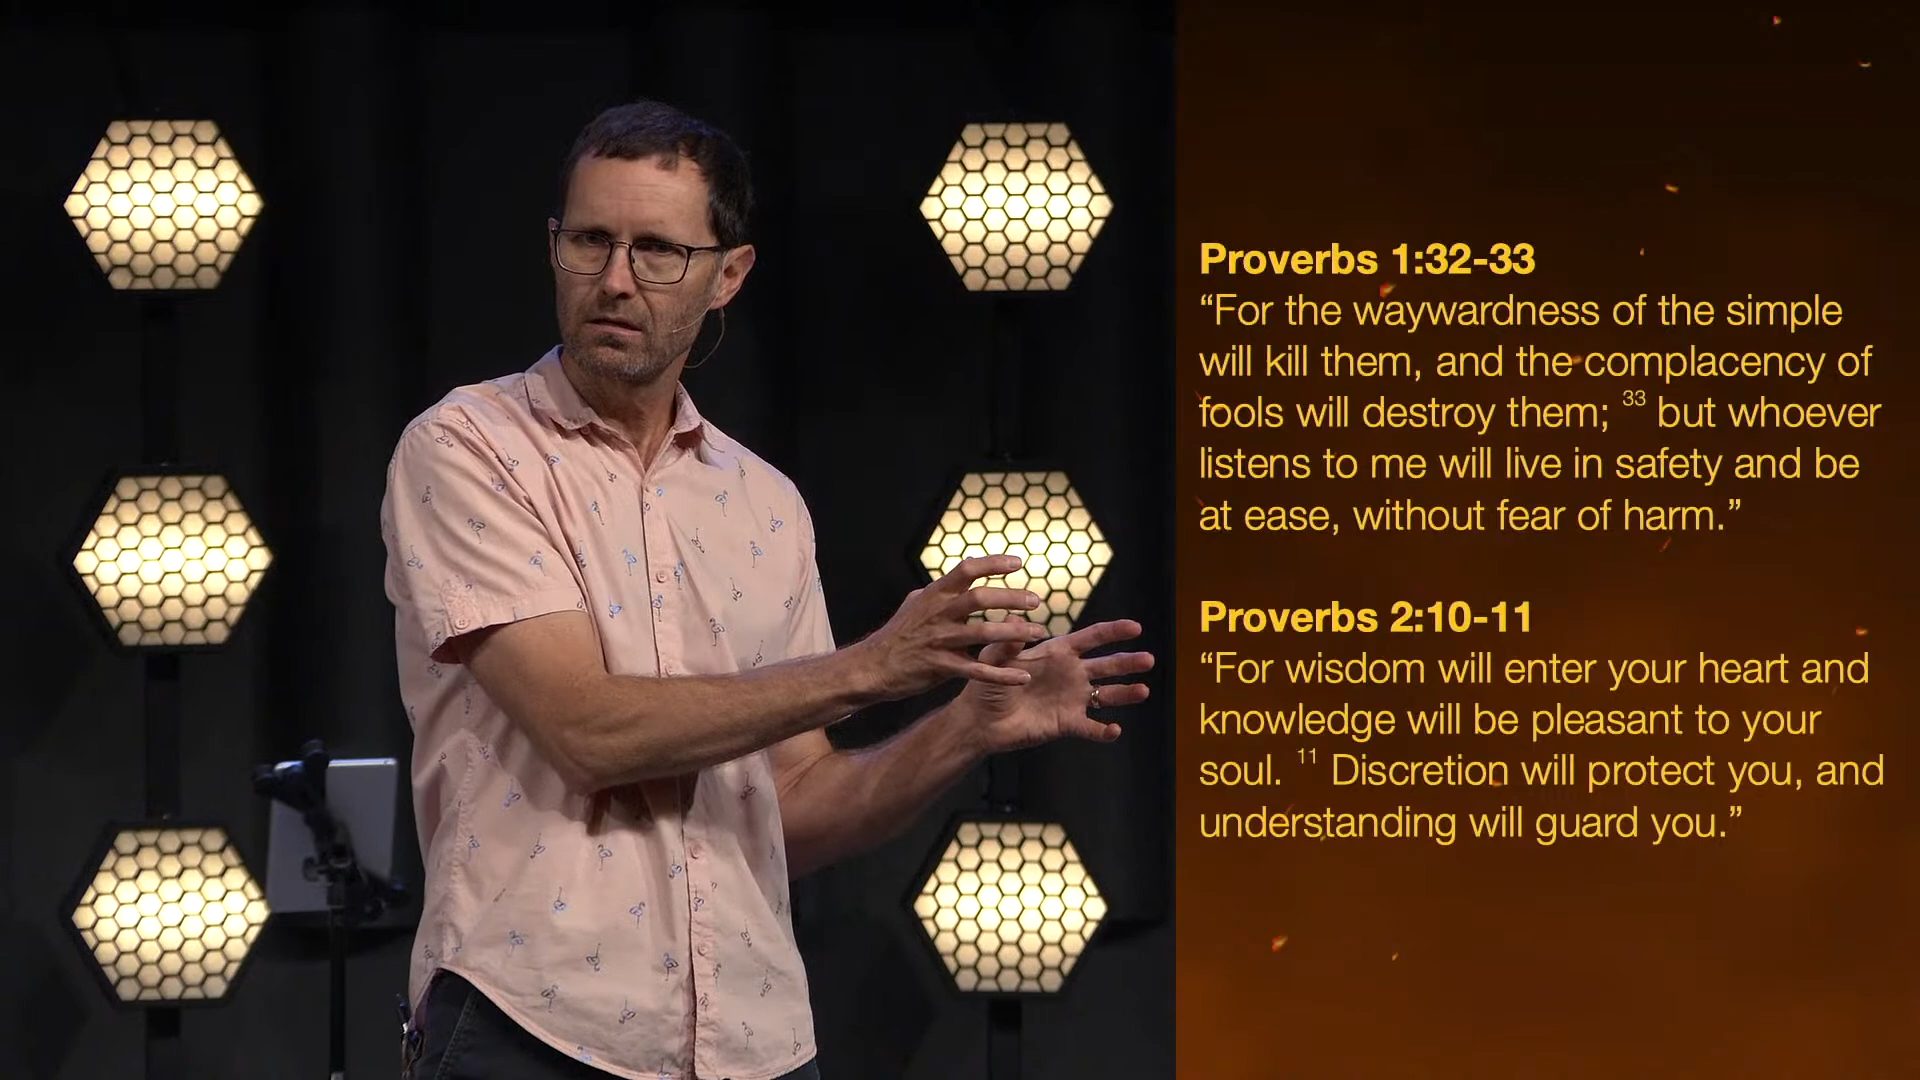 Proverbs 1:32-33
“For the waywardness of the simple
will kill them, and the complacency of
fools will destroy them; 33 but whoever
listens to me will live in safety and be
at ease, without fear of harm.”
Proverbs 2:10-11
“For wisdom will enter your heart and
knowledge will be pleasant to your
soul. 11 Discretion will protect you, and
understanding will guard you.”